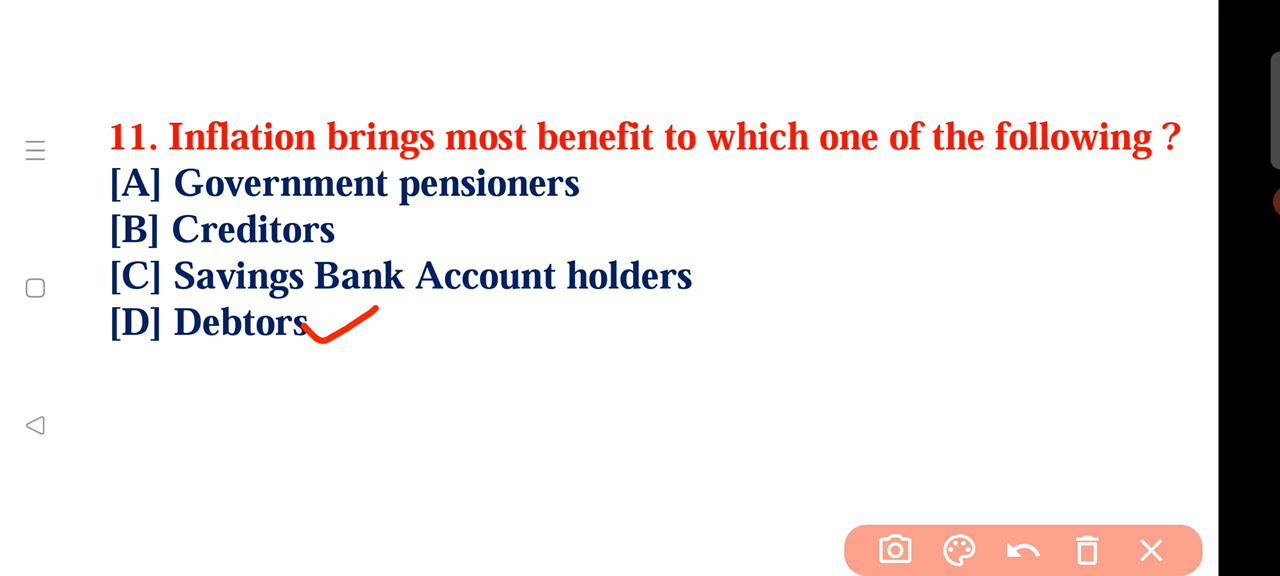 11. Inflation brings most benefit to which one of the following ?
[A] Government pensioners
[B] Creditors
[C] Savings Bank Account holders
[D] Debtors